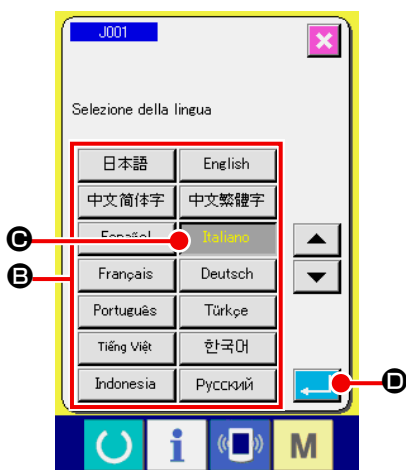 J001
Selezione della lingua
日本語 English
中文简体字 中文繁體字
Español Italiano
C
B
Français Deutsch
Português Türkçe
Tiếng Việt 한국어
Indonesia Русский
D
i M